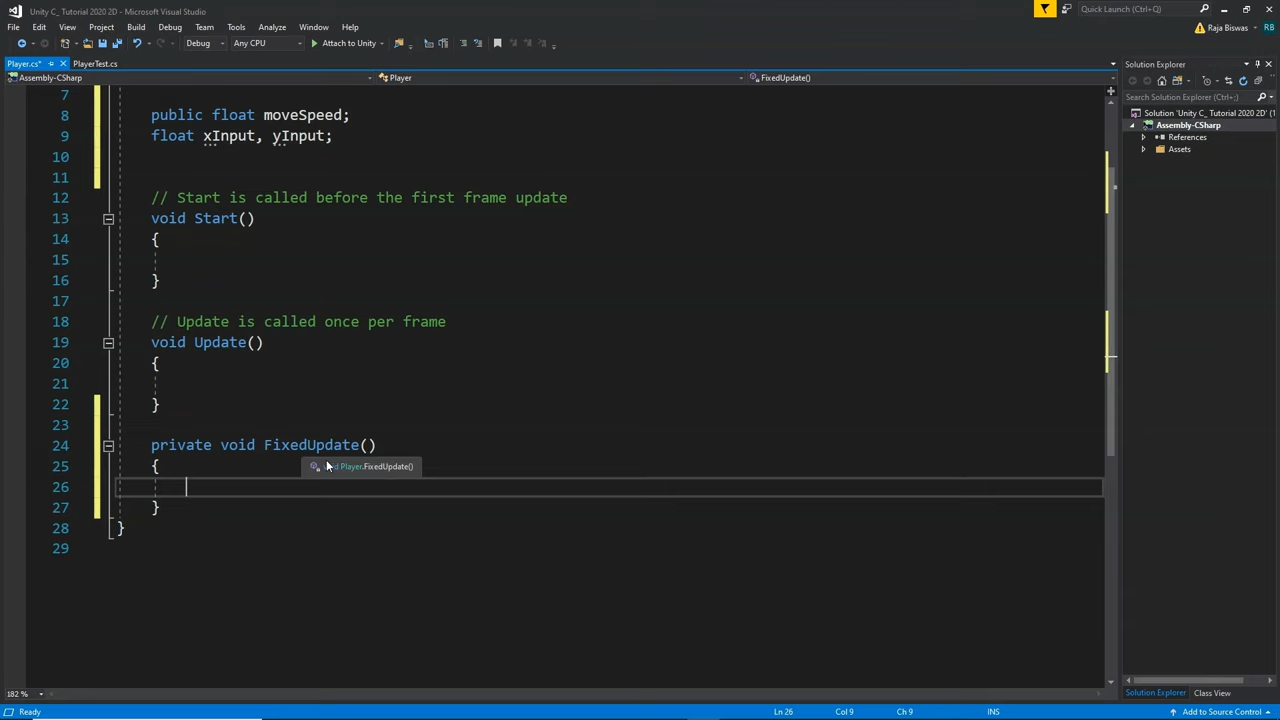 Unity C_ Tutorial 2020 2D - Microsoft Visual Studio
Quick Launch (Ctrl+Q)
File Edit View Project Build Debug Team Tools Analyze Window Help
Raja Biswas RB
Debug Any CPU Attach to Unity
Player.cs* PlayerTest.cs
Assembly-CSharp Player FixedUpdate()
Solution Explorer
Search Solution Explorer (Ctrl+;)
Solution 'Unity C_ Tutorial 2020 2D' (1
Assembly-CSharp
References
Assets
7
8 public float moveSpeed;
9 float xInput, yInput;
10
11
12 // Start is called before the first frame update
13 void Start()
14 {
15
16 }
17
18 // Update is called once per frame
19 void Update()
20 {
21
22 }
23
24 private void FixedUpdate()
25 {
Player.FixedUpdate()
26
27 }
28 }
29
182 %
Solution Explorer Class View
Ready Ln 26 Col 9 Ch 9 INS Add to Source Control